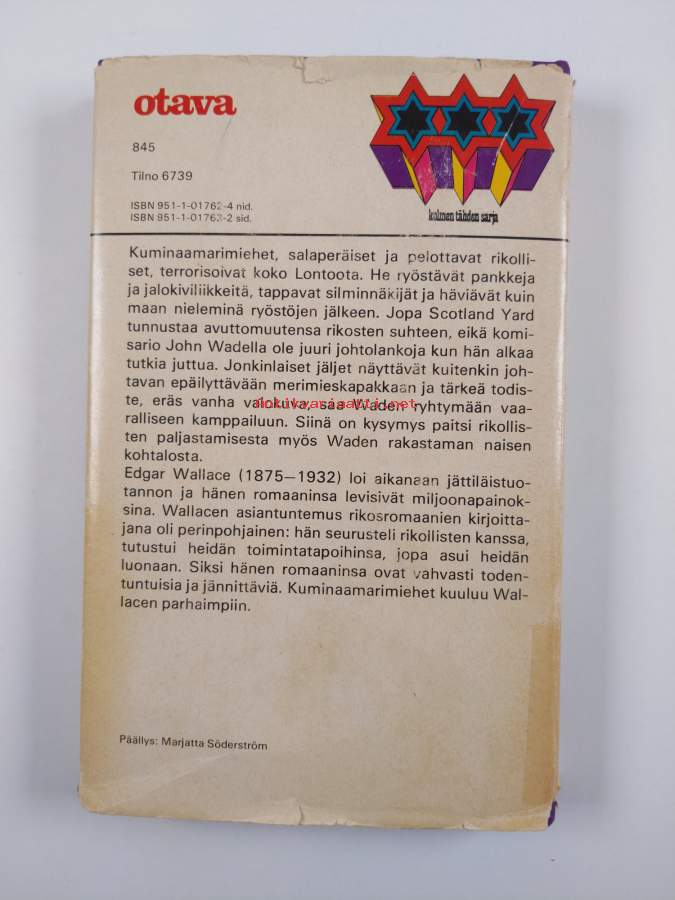 otava
845
Tilno 6739
ISBN 951-1-01762-4 nid.
ISBN 951-1-01763-2 sid.
kolmen tähden sarja
Kuminaamarimiehet, salaperäiset ja pelottavat rikolli-
set, terrorisoivat koko Lontoota. He ryöstävät pankkeja
ja jalokiviliikkeitä, tappavat silminnäkijät ja häviävät kuin
maan nieleminä ryöstöjen jälkeen. Jopa Scotland Yard
tunnustaa avuttomuutensa rikosten suhteen, eikä komi-
sario John Wadella ole juuri johtolankoja kun hän alkaa
tutkia juttua. Jonkinlaiset jäljet näyttävät kuitenkin joh-
tavan epäilyttävään merimieskapakkaan ja tärkeä todis-
te, eräs vanha valokuva, saa Waden ryhtymään vaa-
ralliseen kamppailuun. Siinä on kysymys paitsi rikollis-
ten paljastamisesta myös Waden rakastaman naisen
kohtalosta.
Edgar Wallace (1875—1932) loi aikanaan jättiläistuo-
tannon ja hänen romaaninsa levisivät miljoonapainok-
sina. Wallacen asiantuntemus rikosromaanien kirjoitta-
jana oli perinpohjainen: hän seurusteli rikollisten kanssa,
tutustui heidän toimintatapoihinsa, jopa asui heidän
luonaan. Siksi hänen romaaninsa ovat vahvasti toden-
tuntuisia ja jännittäviä. Kuminaamarimiehet kuuluu Wal-
lacen parhaimpiin.
Päällys: Marjatta Söderström